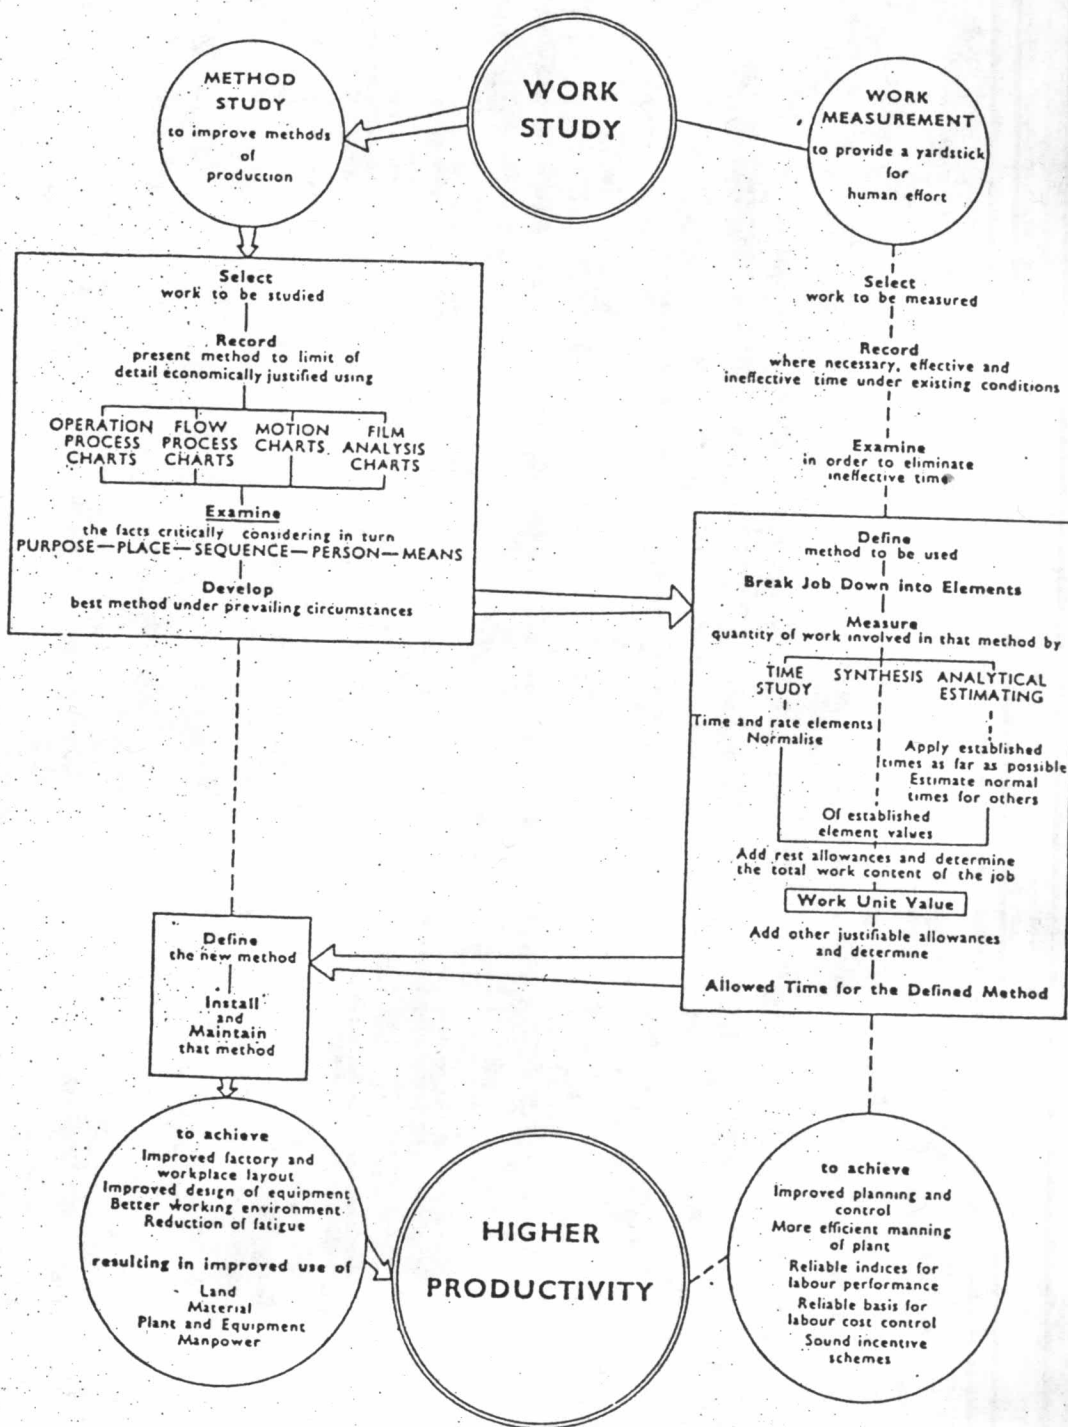 METHOD
STUDY
to improve methods
of
production
WORK
STUDY
WORK
MEASUREMENT
to provide a yardstick
for
human effort
Select
work to be studied
Record
present method to limit of
detail economically justified using
OPERATION
PROCESS
CHARTS
FLOW
PROCESS
CHARTS
MOTION
CHARTS
FILM
ANALYSIS
CHARTS
Examine
the facts critically considering in turn
PURPOSE—PLACE—SEQUENCE—PERSON—MEANS
Develop
best method under prevailing circumstances
Select
work to be measured
Record
where necessary, effective and
ineffective time under existing conditions
Examine
in order to eliminate
ineffective time
Define
method to be used
Break Job Down into Elements
Measure
quantity of work involved in that method by
TIME
STUDY
SYNTHESIS
ANALYTICAL
ESTIMATING
Time and rate elements
Normalise
Apply established
times as far as possible
Estimate normal
times for others
Of established
element values
Add rest allowances and determine
the total work content of the job
Work Unit Value
Add other justifiable allowances
and determine
Allowed Time for the Defined Method
Define
the new method
Install
and
Maintain
that method
to achieve
Improved factory and
workplace layout
Improved design of equipment
Better working environment
Reduction of fatigue
resulting in improved use of
Land
Material
Plant and Equipment
Manpower
HIGHER
PRODUCTIVITY
to achieve
Improved planning and
control
More efficient manning
of plant
Reliable indices for
labour performance
Reliable basis for
labour cost control
Sound incentive
schemes